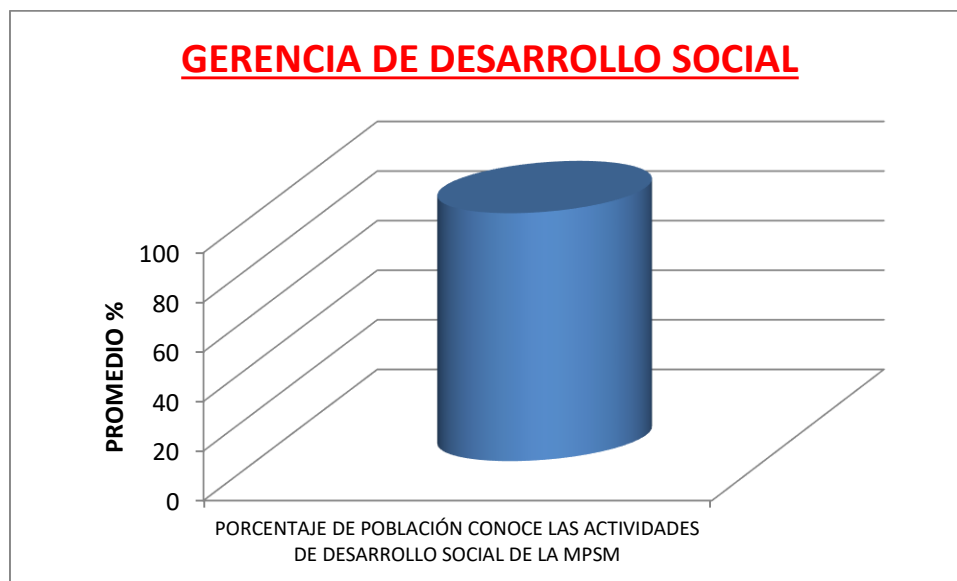 GERENCIA DE DESARROLLO SOCIAL
PROMEDIO %
100
80
60
40
20
0
PORCENTAJE DE POBLACIÓN CONOCE LAS ACTIVIDADES
DE DESARROLLO SOCIAL DE LA MPSM